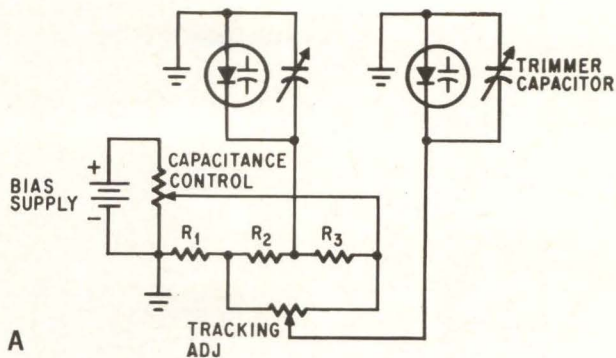 TRIMMER
CAPACITOR
CAPACITANCE
CONTROL
+
BIAS
SUPPLY
−
R1
R2
R3
A
TRACKING
ADJ